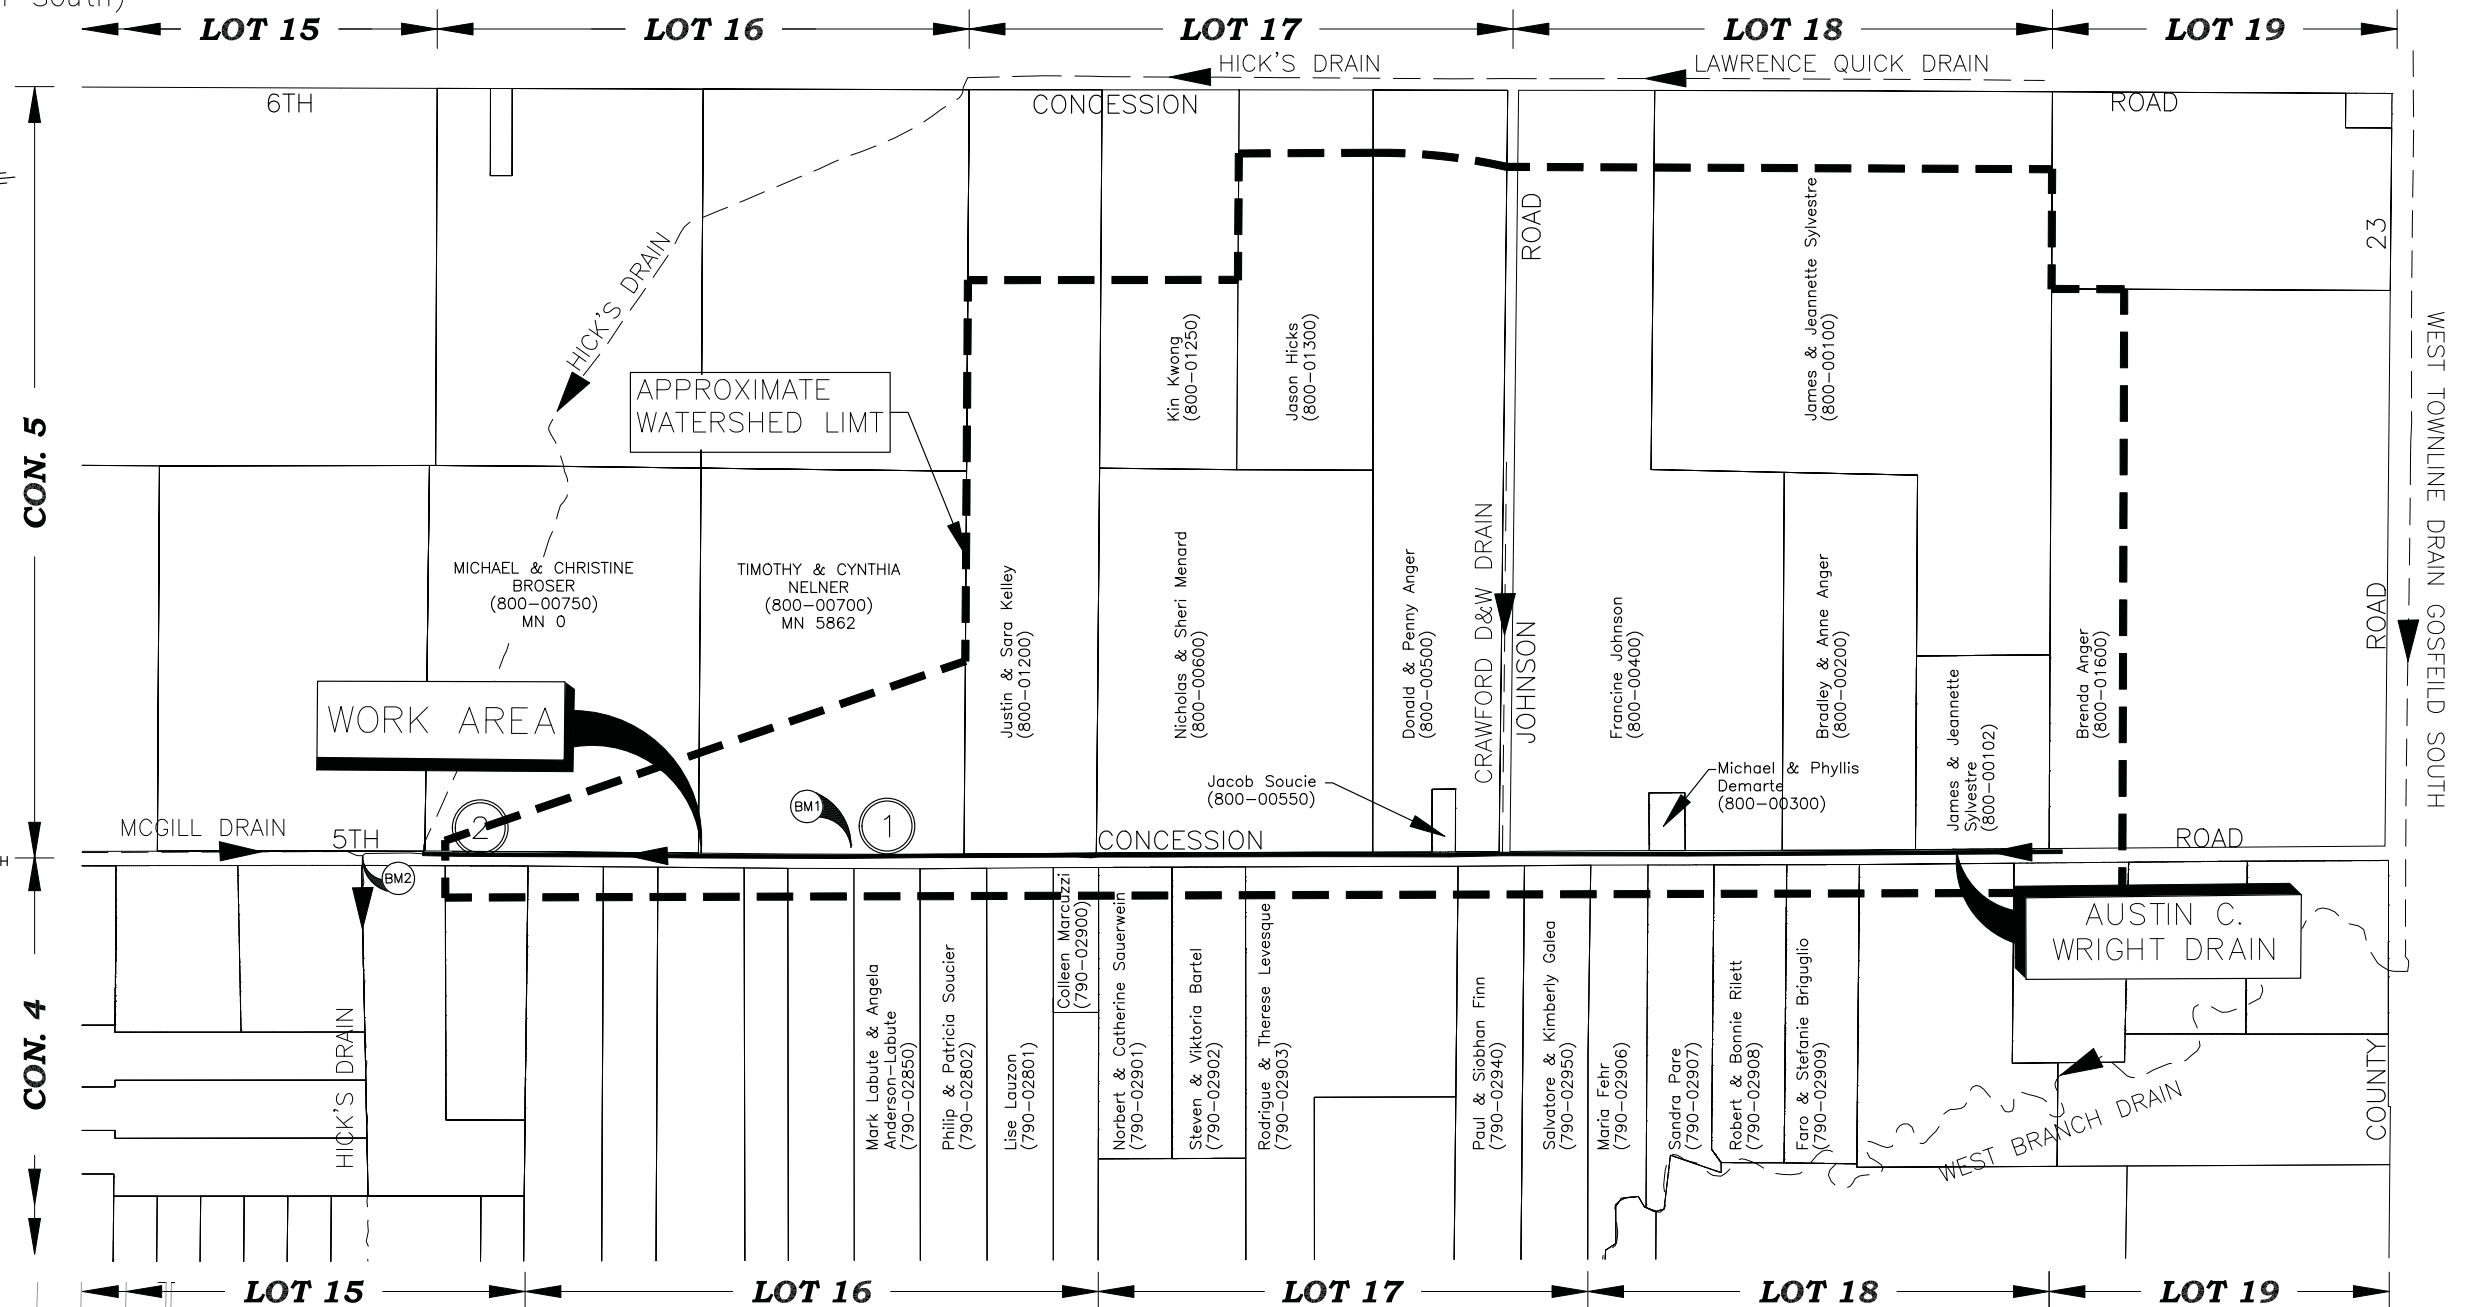 South)
LOT 15
LOT 16
LOT 17
LOT 18
LOT 19
HICK'S DRAIN
LAWRENCE QUICK DRAIN
6TH
CONCESSION
ROAD
ROAD
23
HICK'S DRAIN
APPROXIMATE
WATERSHED LIMT
CON. 5
Kin Kwong
(800-01250)
Jason Hicks
(800-01300)
James & Jeannette Sylvestre
(800-00100)
WEST TOWNLINE DRAIN GOSFEILD SOUTH
MICHAEL & CHRISTINE
BROSER
(800-00750)
MN 0
TIMOTHY & CYNTHIA
NELNER
(800-00700)
MN 5862
Justin & Sara Kelley
(800-01200)
Nicholas & Sheri Menard
(800-00600)
Donald & Penny Anger
(800-00500)
CRAWFORD D&W DRAIN
JOHNSON
Francine Johnson
(800-00400)
Bradley & Anne Anger
(800-00200)
James & Jeannette
Sylvestre
(800-00102)
Brenda Anger
(800-01600)
ROAD
WORK AREA
Jacob Soucie
(800-00550)
Michael & Phyllis
Demarte
(800-00300)
BM1
1
2
MCGILL DRAIN
5TH
CONCESSION
ROAD
H
BM2
AUSTIN C.
WRIGHT DRAIN
CON. 4
HICK'S DRAIN
Mark Labute & Angela
Anderson-Labute
(790-02850)
Philip & Patricia Soucier
(790-02802)
Lise Lauzon
(790-02801)
Colleen Marcuzzi
(790-02900)
Norbert & Catherine Sauerwein
(790-02901)
Steven & Viktoria Bartel
(790-02902)
Rodrigue & Therese Levesque
(790-02903)
Paul & Siobhan Finn
(790-02940)
Salvatore & Kimberly Galea
(790-02950)
Maria Fehr
(790-02906)
Sandra Pare
(790-02907)
Robert & Bonnie Rilett
(790-02908)
Faro & Stefanie Briguglio
(790-02909)
WEST BRANCH DRAIN
COUNTY
LOT 15
LOT 16
LOT 17
LOT 18
LOT 19